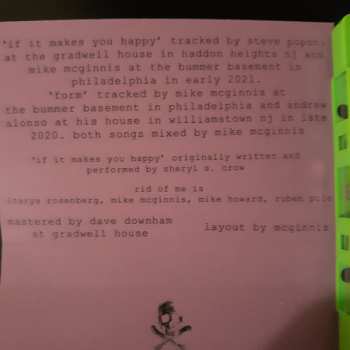 'if it makes you happy' tracked by steve
at the gradwell house in haddon heights nj and
mike mcginnis at the bummer basement in
philadelphia in early 2021.
'form' tracked by mike mcginnis at
the bummer basement in philadelphia and andrew
alonso at his house in williamstown nj in late
2020. both songs mixed by mike mcginnis
'if it makes you happy' originally written and
performed by sheryl s. crow
rid of me is
rosenberg, mike mcginnis, mike howard, ruben
mastered by dave downham
at gradwell house
layout by mcginnis